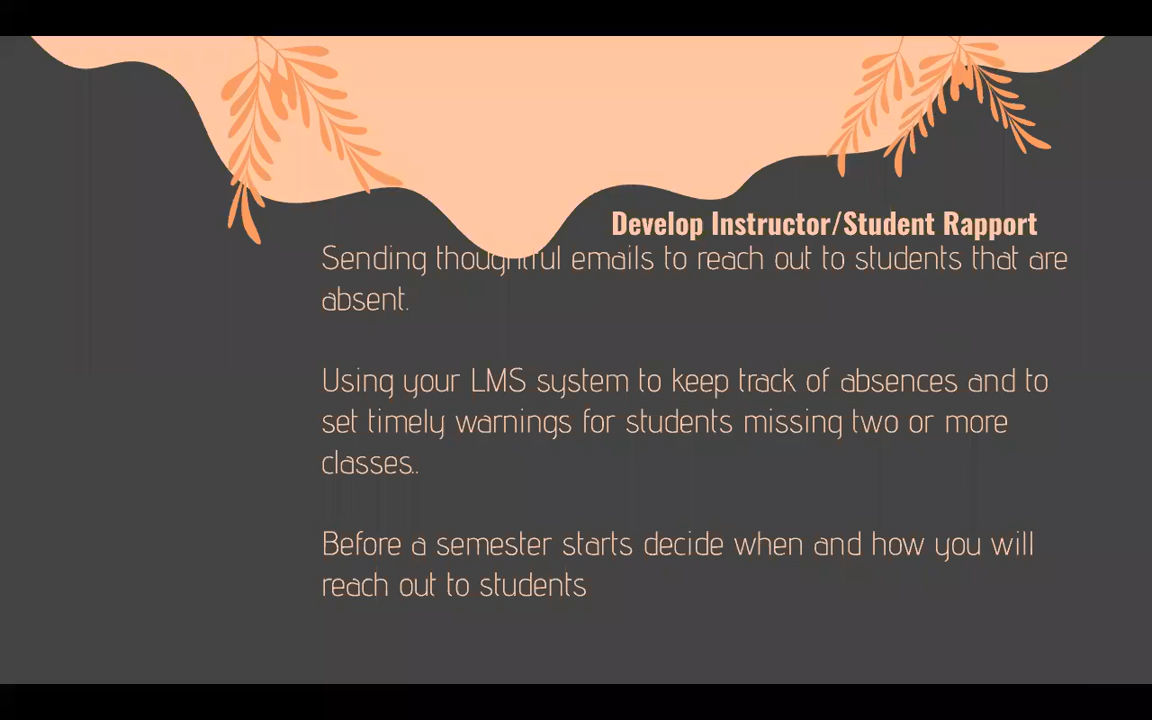 Develop Instructor/Student Rapport
Sending thoughtful emails to reach out to students that are
absent.
Using your LMS system to keep track of absences and to
set timely warnings for students missing two or more
classes..
Before a semester starts decide when and how you will
reach out to students